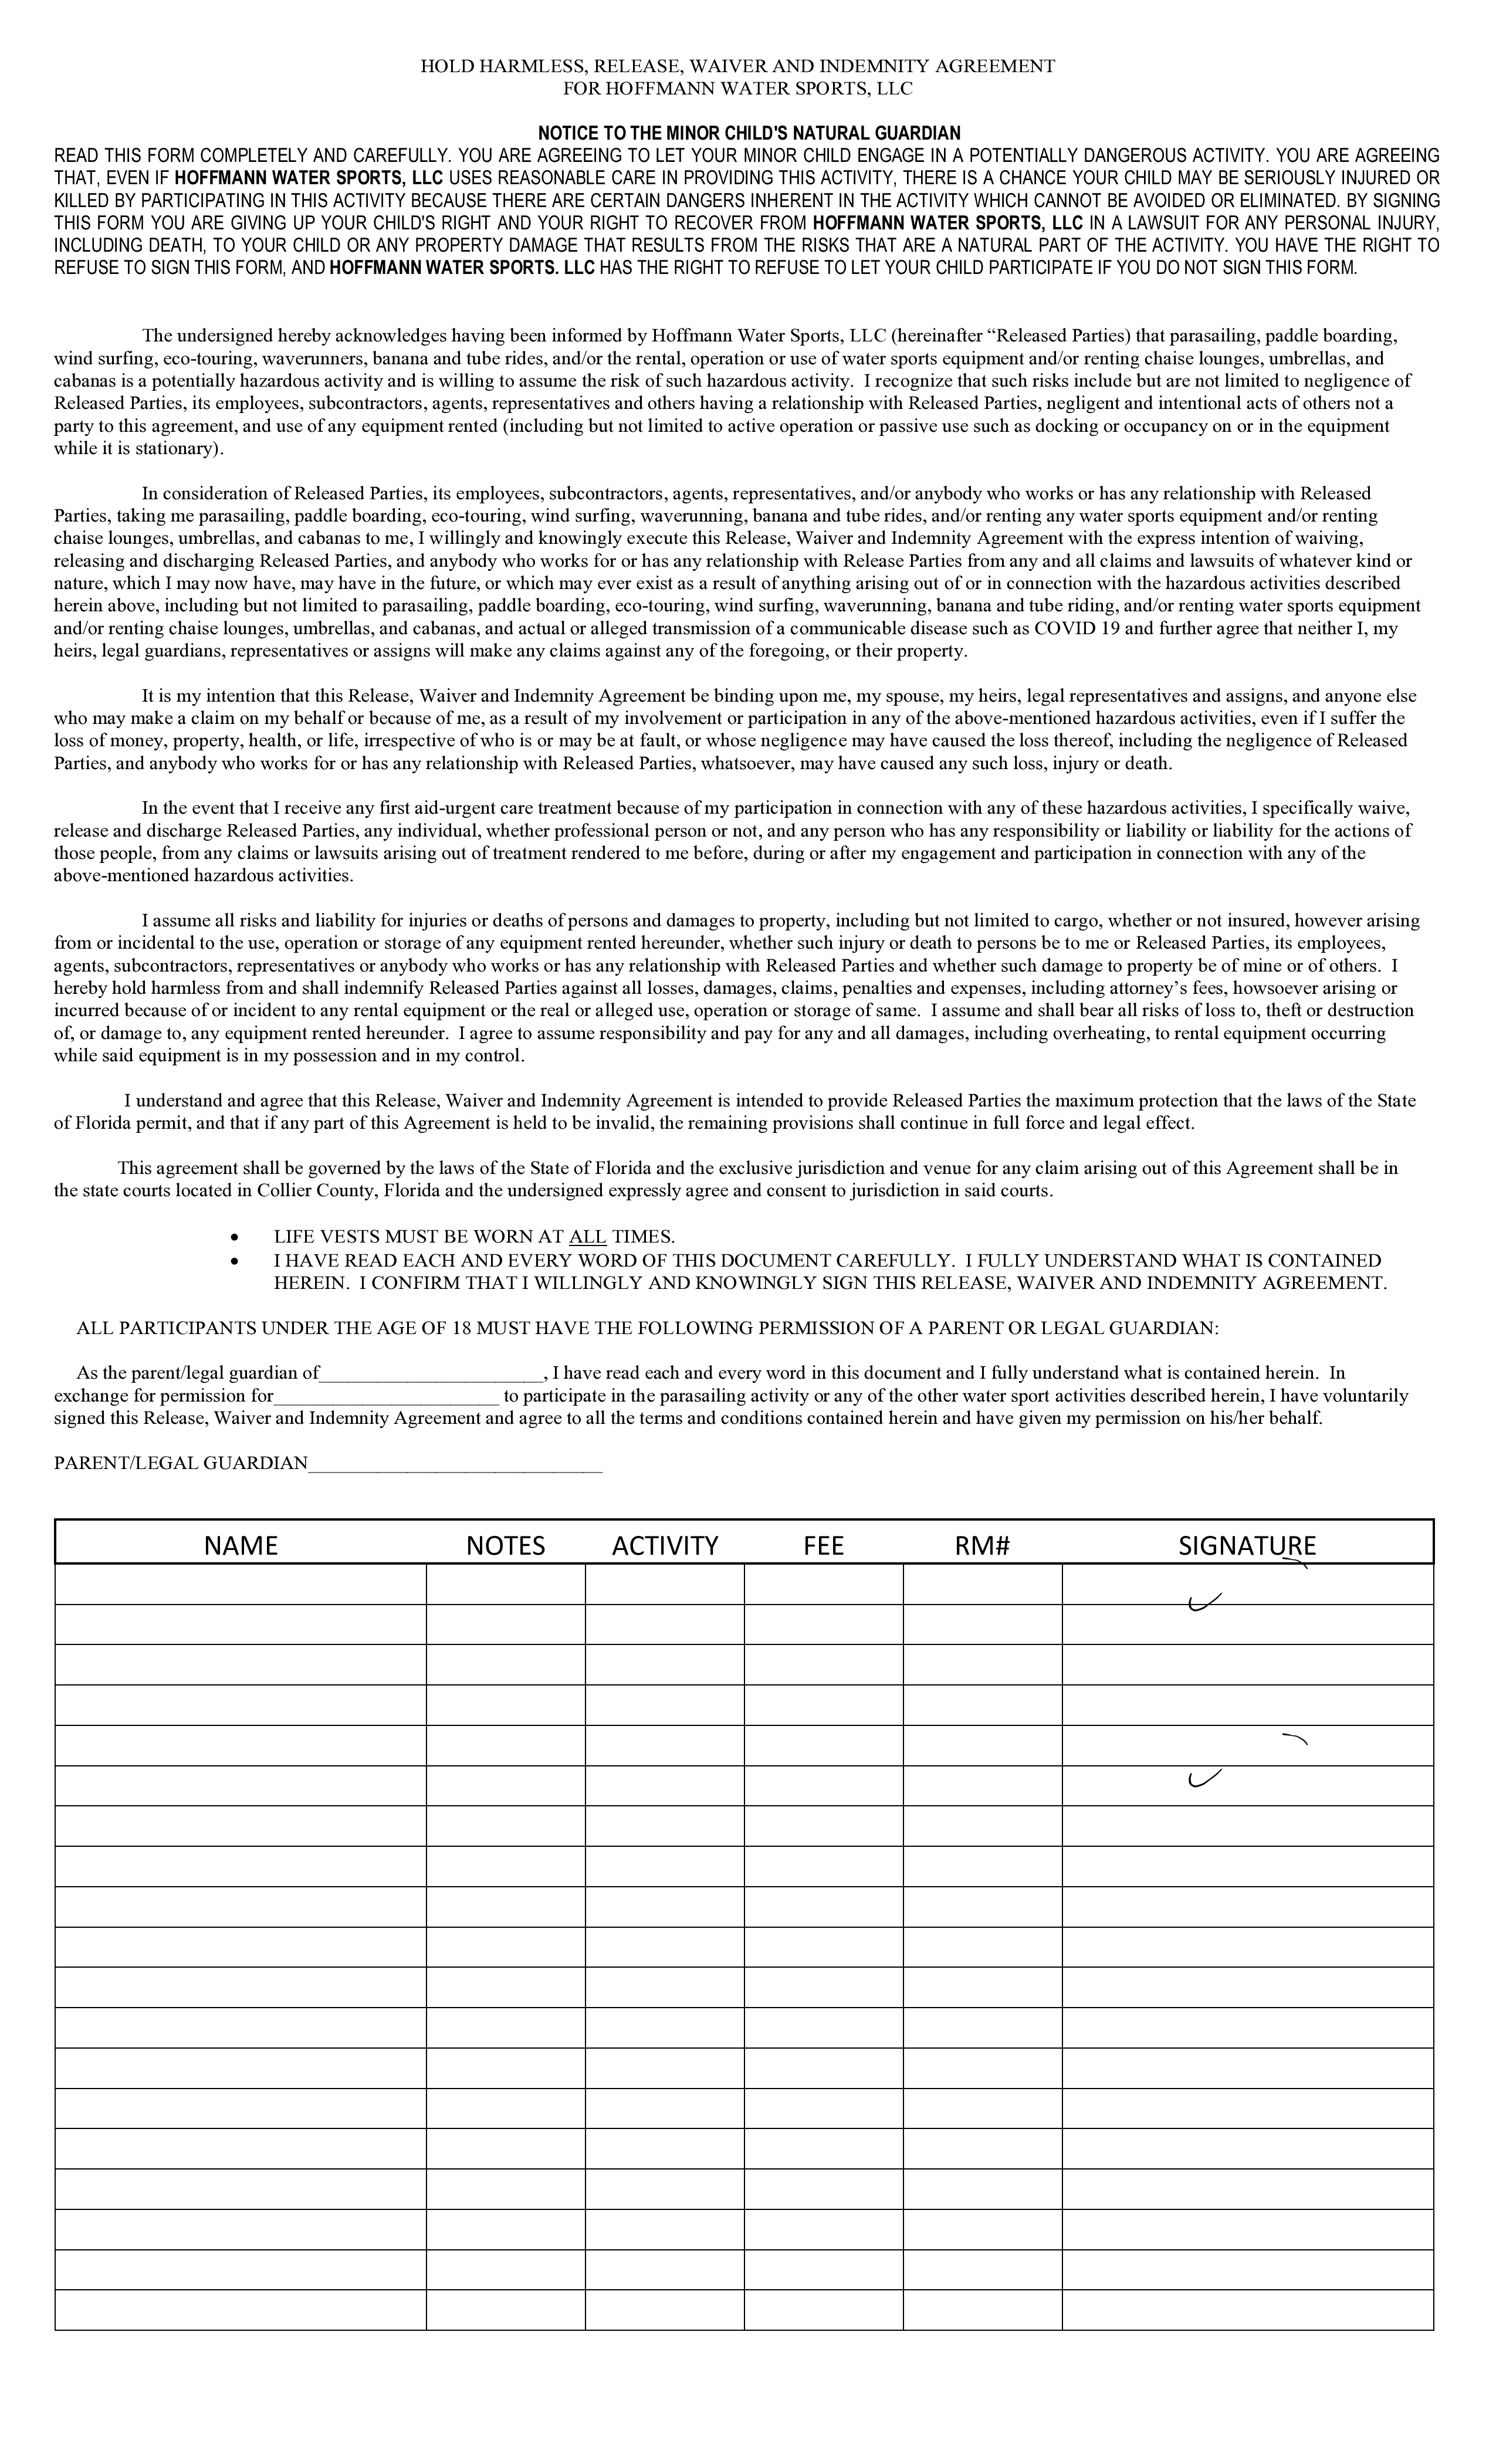 HOLD HARMLESS, RELEASE, WAIVER AND INDEMNITY AGREEMENT
FOR HOFFMANN WATER SPORTS, LLC
NOTICE TO THE MINOR CHILD'S NATURAL GUARDIAN
READ THIS FORM COMPLETELY AND CAREFULLY. YOU ARE AGREEING TO LET YOUR MINOR CHILD ENGAGE IN A POTENTIALLY DANGEROUS ACTIVITY. YOU ARE AGREEING
THAT, EVEN IF HOFFMANN WATER SPORTS, LLC USES REASONABLE CARE IN PROVIDING THIS ACTIVITY, THERE IS A CHANCE YOUR CHILD MAY BE SERIOUSLY INJURED OR
KILLED BY PARTICIPATING IN THIS ACTIVITY BECAUSE THERE ARE CERTAIN DANGERS INHERENT IN THE ACTIVITY WHICH CANNOT BE AVOIDED OR ELIMINATED. BY SIGNING
THIS FORM YOU ARE GIVING UP YOUR CHILD'S RIGHT AND YOUR RIGHT TO RECOVER FROM HOFFMANN WATER SPORTS, LLC IN A LAWSUIT FOR ANY PERSONAL INJURY,
INCLUDING DEATH, TO YOUR CHILD OR ANY PROPERTY DAMAGE THAT RESULTS FROM THE RISKS THAT ARE A NATURAL PART OF THE ACTIVITY. YOU HAVE THE RIGHT TO
REFUSE TO SIGN THIS FORM, AND HOFFMANN WATER SPORTS. LLC HAS THE RIGHT TO REFUSE TO LET YOUR CHILD PARTICIPATE IF YOU DO NOT SIGN THIS FORM.
The undersigned hereby acknowledges having been informed by Hoffmann Water Sports, LLC (hereinafter “Released Parties) that parasailing, paddle boarding,
wind surfing, eco-touring, waverunners, banana and tube rides, and/or the rental, operation or use of water sports equipment and/or renting chaise lounges, umbrellas, and
cabanas is a potentially hazardous activity and is willing to assume the risk of such hazardous activity.  I recognize that such risks include but are not limited to negligence of
Released Parties, its employees, subcontractors, agents, representatives and others having a relationship with Released Parties, negligent and intentional acts of others not a
party to this agreement, and use of any equipment rented (including but not limited to active operation or passive use such as docking or occupancy on or in the equipment
while it is stationary).
In consideration of Released Parties, its employees, subcontractors, agents, representatives, and/or anybody who works or has any relationship with Released
Parties, taking me parasailing, paddle boarding, eco-touring, wind surfing, waverunning, banana and tube rides, and/or renting any water sports equipment and/or renting
chaise lounges, umbrellas, and cabanas to me, I willingly and knowingly execute this Release, Waiver and Indemnity Agreement with the express intention of waiving,
releasing and discharging Released Parties, and anybody who works for or has any relationship with Release Parties from any and all claims and lawsuits of whatever kind or
nature, which I may now have, may have in the future, or which may ever exist as a result of anything arising out of or in connection with the hazardous activities described
herein above, including but not limited to parasailing, paddle boarding, eco-touring, wind surfing, waverunning, banana and tube riding, and/or renting water sports equipment
and/or renting chaise lounges, umbrellas, and cabanas, and actual or alleged transmission of a communicable disease such as COVID 19 and further agree that neither I, my
heirs, legal guardians, representatives or assigns will make any claims against any of the foregoing, or their property.
It is my intention that this Release, Waiver and Indemnity Agreement be binding upon me, my spouse, my heirs, legal representatives and assigns, and anyone else
who may make a claim on my behalf or because of me, as a result of my involvement or participation in any of the above-mentioned hazardous activities, even if I suffer the
loss of money, property, health, or life, irrespective of who is or may be at fault, or whose negligence may have caused the loss thereof, including the negligence of Released
Parties, and anybody who works for or has any relationship with Released Parties, whatsoever, may have caused any such loss, injury or death.
In the event that I receive any first aid-urgent care treatment because of my participation in connection with any of these hazardous activities, I specifically waive,
release and discharge Released Parties, any individual, whether professional person or not, and any person who has any responsibility or liability or liability for the actions of
those people, from any claims or lawsuits arising out of treatment rendered to me before, during or after my engagement and participation in connection with any of the
above-mentioned hazardous activities.
I assume all risks and liability for injuries or deaths of persons and damages to property, including but not limited to cargo, whether or not insured, however arising
from or incidental to the use, operation or storage of any equipment rented hereunder, whether such injury or death to persons be to me or Released Parties, its employees,
agents, subcontractors, representatives or anybody who works or has any relationship with Released Parties and whether such damage to property be of mine or of others.  I
hereby hold harmless from and shall indemnify Released Parties against all losses, damages, claims, penalties and expenses, including attorney’s fees, howsoever arising or
incurred because of or incident to any rental equipment or the real or alleged use, operation or storage of same.  I assume and shall bear all risks of loss to, theft or destruction
of, or damage to, any equipment rented hereunder.  I agree to assume responsibility and pay for any and all damages, including overheating, to rental equipment occurring
while said equipment is in my possession and in my control.
I understand and agree that this Release, Waiver and Indemnity Agreement is intended to provide Released Parties the maximum protection that the laws of the State
of Florida permit, and that if any part of this Agreement is held to be invalid, the remaining provisions shall continue in full force and legal effect.
This agreement shall be governed by the laws of the State of Florida and the exclusive jurisdiction and venue for any claim arising out of this Agreement shall be in
the state courts located in Collier County, Florida and the undersigned expressly agree and consent to jurisdiction in said courts.
• LIFE VESTS MUST BE WORN AT ALL TIMES.
• I HAVE READ EACH AND EVERY WORD OF THIS DOCUMENT CAREFULLY.  I FULLY UNDERSTAND WHAT IS CONTAINED
HEREIN.  I CONFIRM THAT I WILLINGLY AND KNOWINGLY SIGN THIS RELEASE, WAIVER AND INDEMNITY AGREEMENT.
ALL PARTICIPANTS UNDER THE AGE OF 18 MUST HAVE THE FOLLOWING PERMISSION OF A PARENT OR LEGAL GUARDIAN:
As the parent/legal guardian of_______________________, I have read each and every word in this document and I fully understand what is contained herein.  In
exchange for permission for_______________________ to participate in the parasailing activity or any of the other water sport activities described herein, I have voluntarily
signed this Release, Waiver and Indemnity Agreement and agree to all the terms and conditions contained herein and have given my permission on his/her behalf.
PARENT/LEGAL GUARDIAN______________________________
NAME NOTES ACTIVITY FEE RM# SIGNATURE